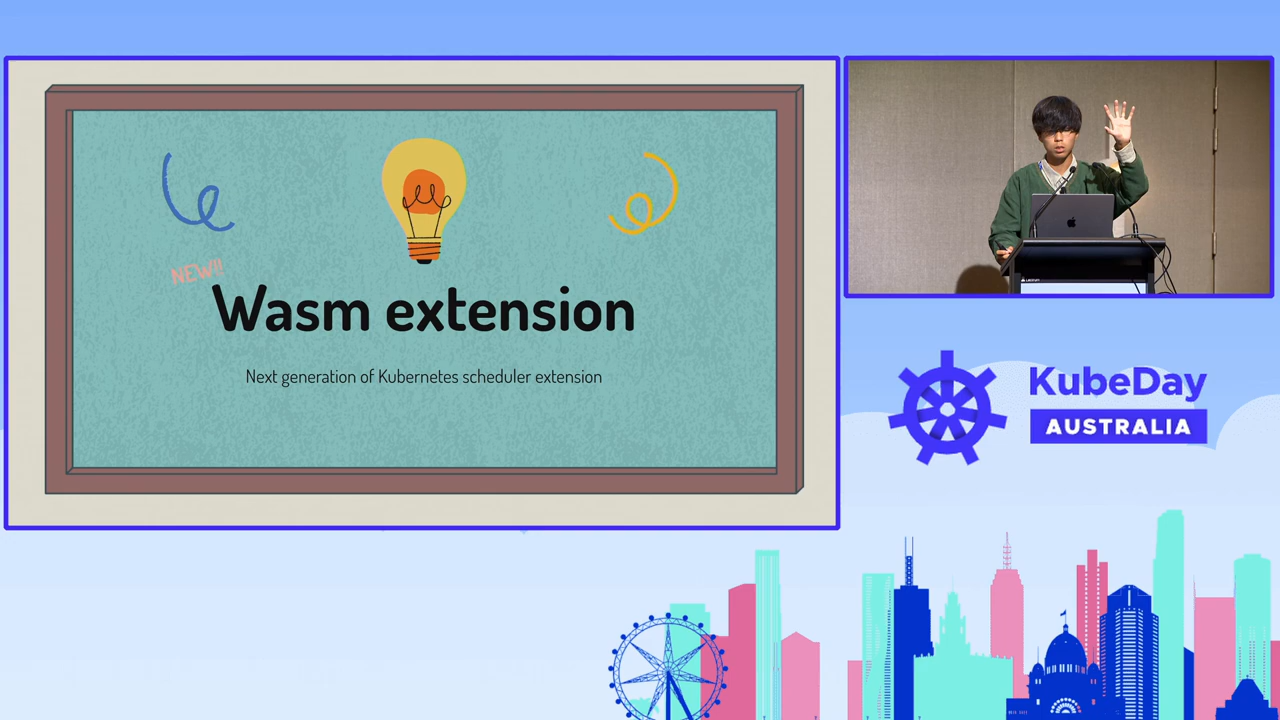 NEW!!
Wasm extension
Next generation of Kubernetes scheduler extension
KubeDay
AUSTRALIA